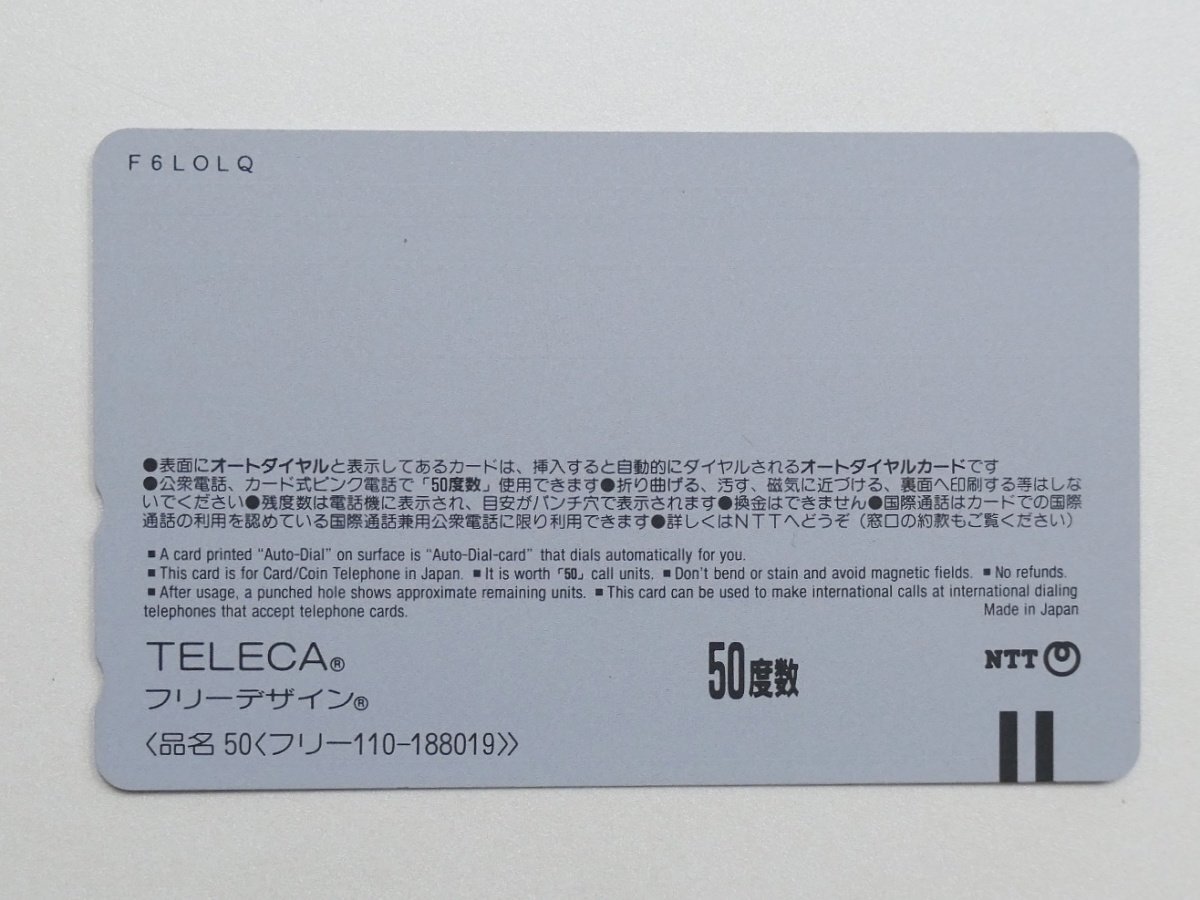 F6LOLQ
●表面にオートダイヤルと表示してあるカードは、挿入すると自動的にダイヤルされるオートダイヤルカードです
●公衆電話、カード式ピンク電話で「50度数」使用できます●折り曲げる、汚す、磁気に近づける、裏面へ印刷する等はしな
いでください●残度数は電話機に表示され、目安がパンチ穴で表示されます●換金はできません●国際通話はカードでの国際
通話の利用を認めている国際通話兼用公衆電話に限り利用できます●詳しくはNTTへどうぞ（窓口の約款もご覧ください）
■ A card printed “Auto-Dial” on surface is “Auto-Dial-card” that dials automatically for you.
■ This card is for Card/Coin Telephone in Japan. ■ It is worth「50」call units. ■ Don't bend or stain and avoid magnetic fields. ■ No refunds.
■ After usage, a punched hole shows approximate remaining units. ■ This card can be used to make international calls at international dialing
telephones that accept telephone cards. Made in Japan
TELECA®
フリーデザイン®
50度数
NTT
〈品名 50〈フリー110-188019〉〉